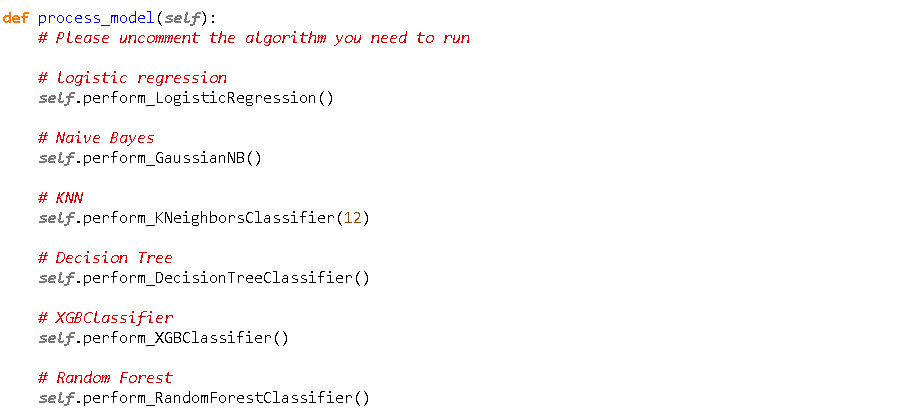 def process_model(self):
# Please uncomment the algorithm you need to run
# logistic regression
self.perform_LogisticRegression()
# Naive Bayes
self.perform_GaussianNB()
# KNN
self.perform_KNeighborsClassifier(12)
# Decision Tree
self.perform_DecisionTreeClassifier()
# XGBClassifier
self.perform_XGBClassifier()
# Random Forest
self.perform_RandomForestClassifier()